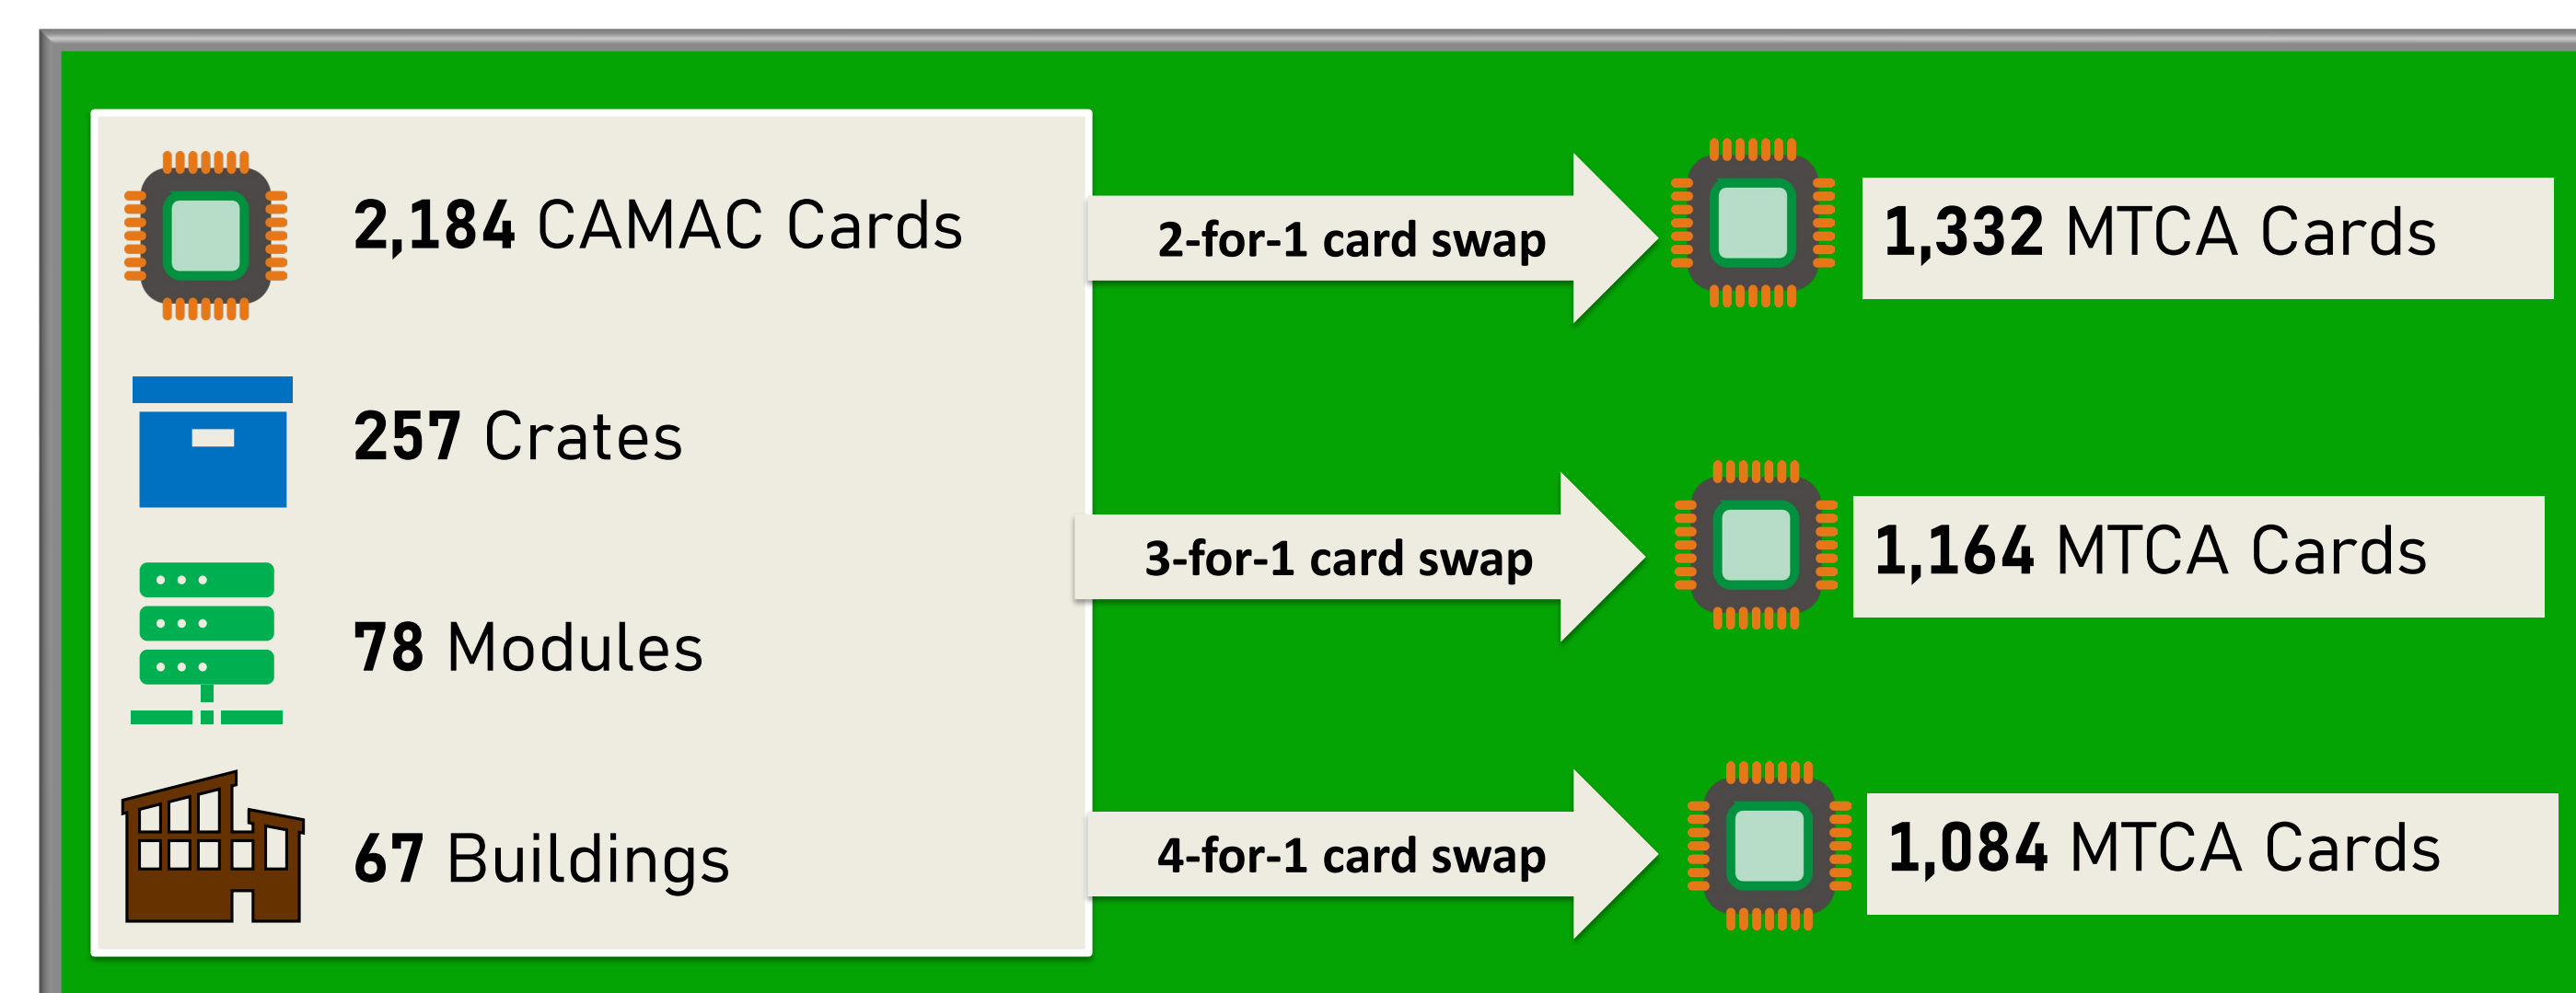 2,184 CAMAC Cards
257 Crates
78 Modules
67 Buildings
2-for-1 card swap
1,332 MTCA Cards
3-for-1 card swap
1,164 MTCA Cards
4-for-1 card swap
1,084 MTCA Cards